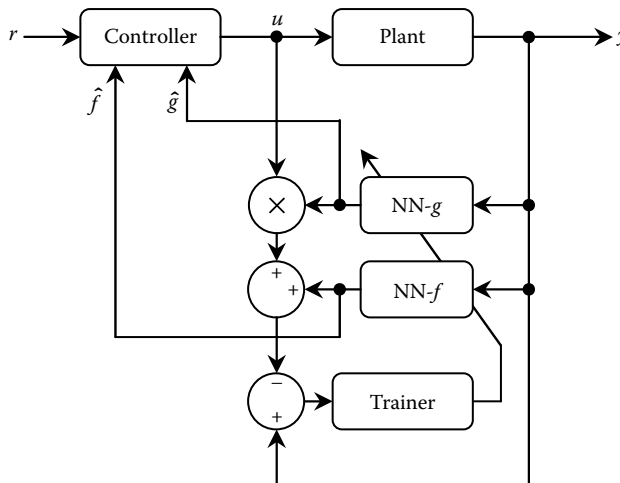 r
Controller
u
Plant
y
f̂
ĝ
×
NN-g
+
+
NN-f
−
+
Trainer